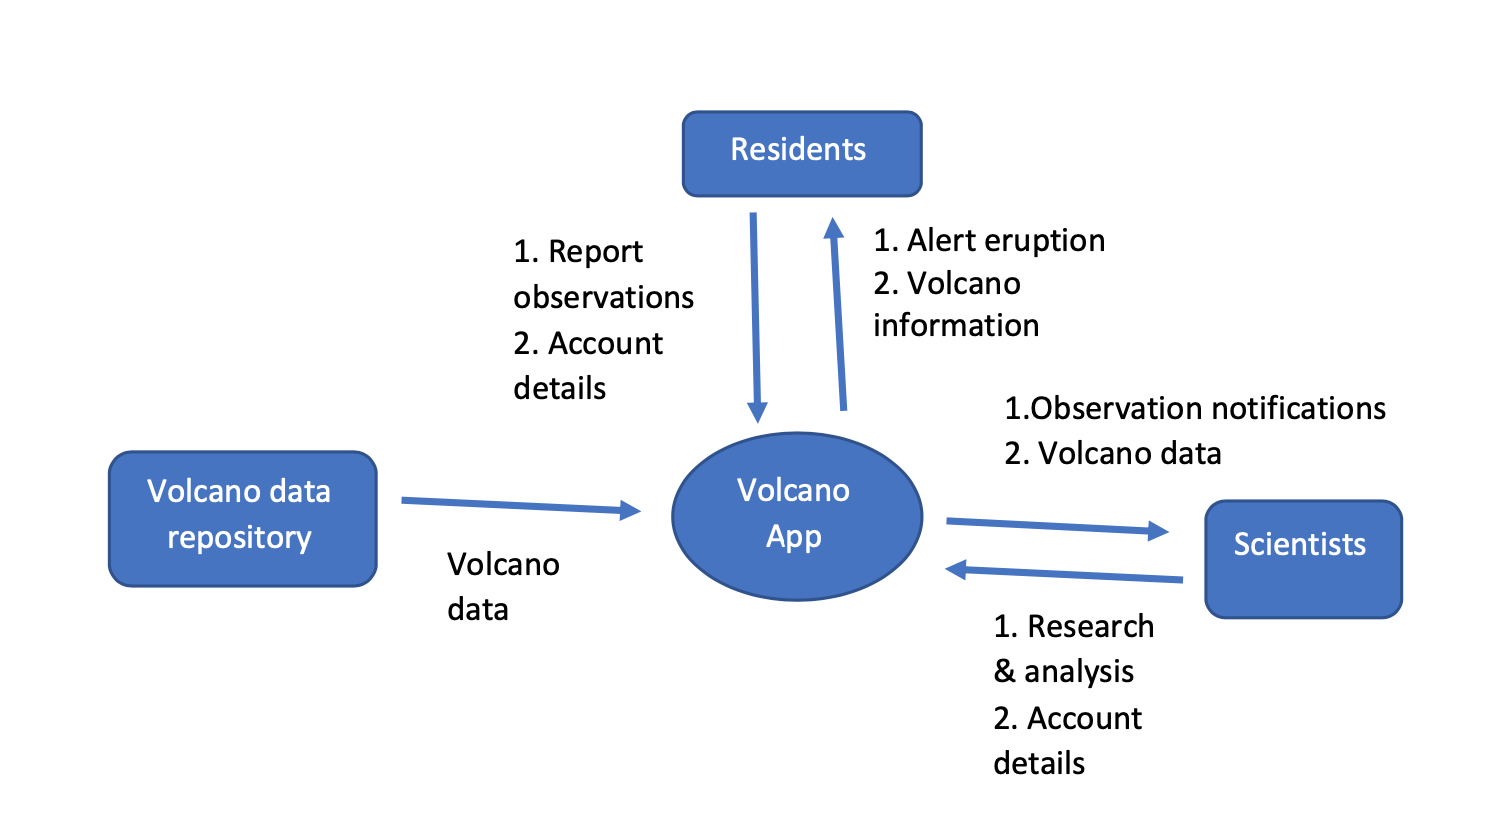 Residents
1. Report
observations
2. Account
details
1. Alert eruption
2. Volcano
information
1.Observation notifications
2. Volcano data
Volcano data
repository
Volcano
App
Scientists
Volcano
data
1. Research
& analysis
2. Account
details